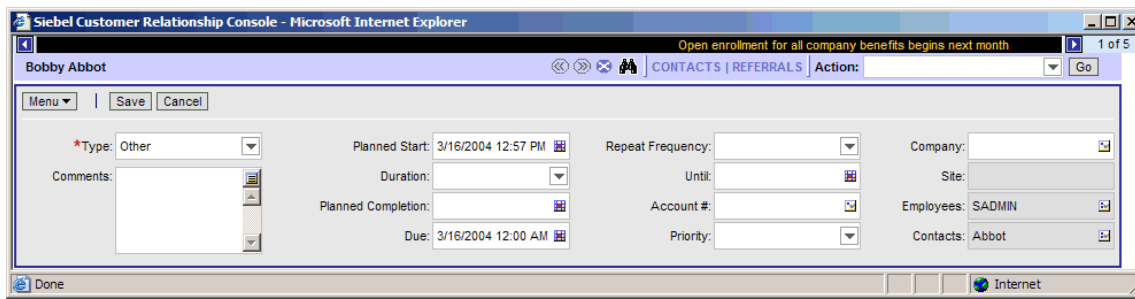 Siebel Customer Relationship Console - Microsoft Internet Explorer
Open enrollment for all company benefits begins next month 1 of 5
Bobby Abbot CONTACTS | REFERRALS Action: Go
Menu | Save Cancel
*Type: Other Planned Start: 3/16/2004 12:57 PM Repeat Frequency: Company:
Comments: Duration: Until: Site:
Planned Completion: Account #: Employees: SADMIN
Due: 3/16/2004 12:00 AM Priority: Contacts: Abbot
Done Internet